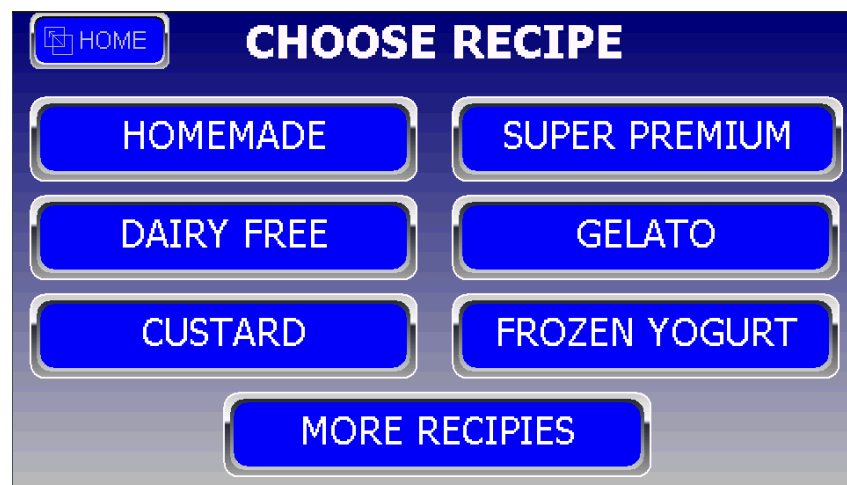 HOME
CHOOSE RECIPE
HOMEMADE
SUPER PREMIUM
DAIRY FREE
GELATO
CUSTARD
FROZEN YOGURT
MORE RECIPIES